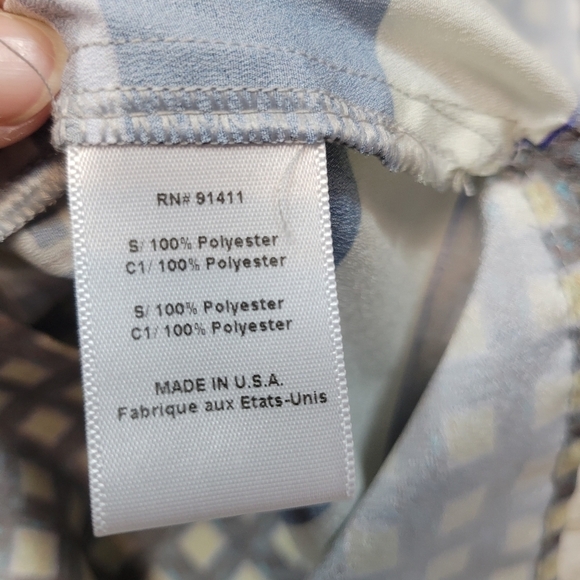 RN# 91411
S/ 100% Polyester
C1/ 100% Polyester
S/ 100% Polyester
C1/ 100% Polyester
MADE IN U.S.A.
Fabrique aux Etats-Unis